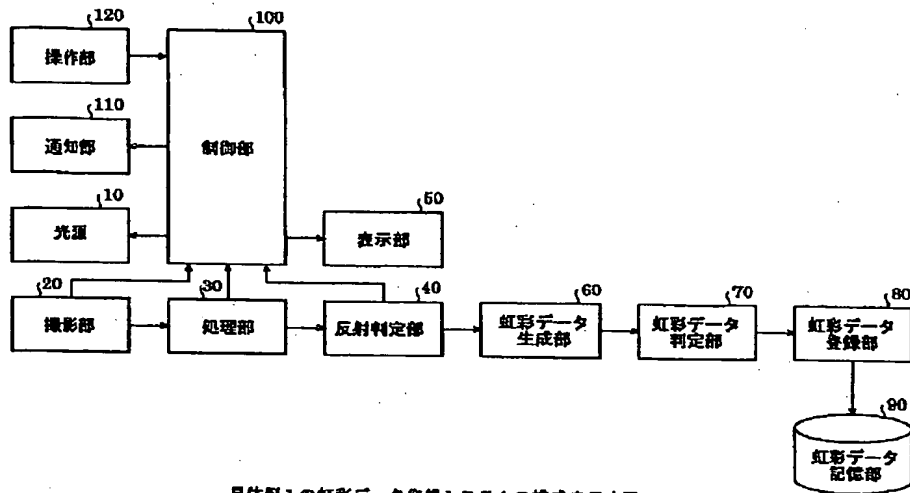 120
操作部
100
制御部
110
通知部
10
光源
50
表示部
20
撮影部
30
処理部
40
反射判定部
60
虹彩データ
生成部
70
虹彩データ
判定部
80
虹彩データ
登録部
90
虹彩データ
記憶部